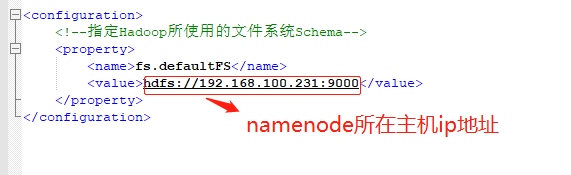 <configuration>
<!--指定Hadoop所使用的文件系统Schema-->
<property>
<name>fs.defaultFS</name>
<value>hdfs://192.168.100.231:9000</value>
</property>
</configuration>
namenode所在主机ip地址